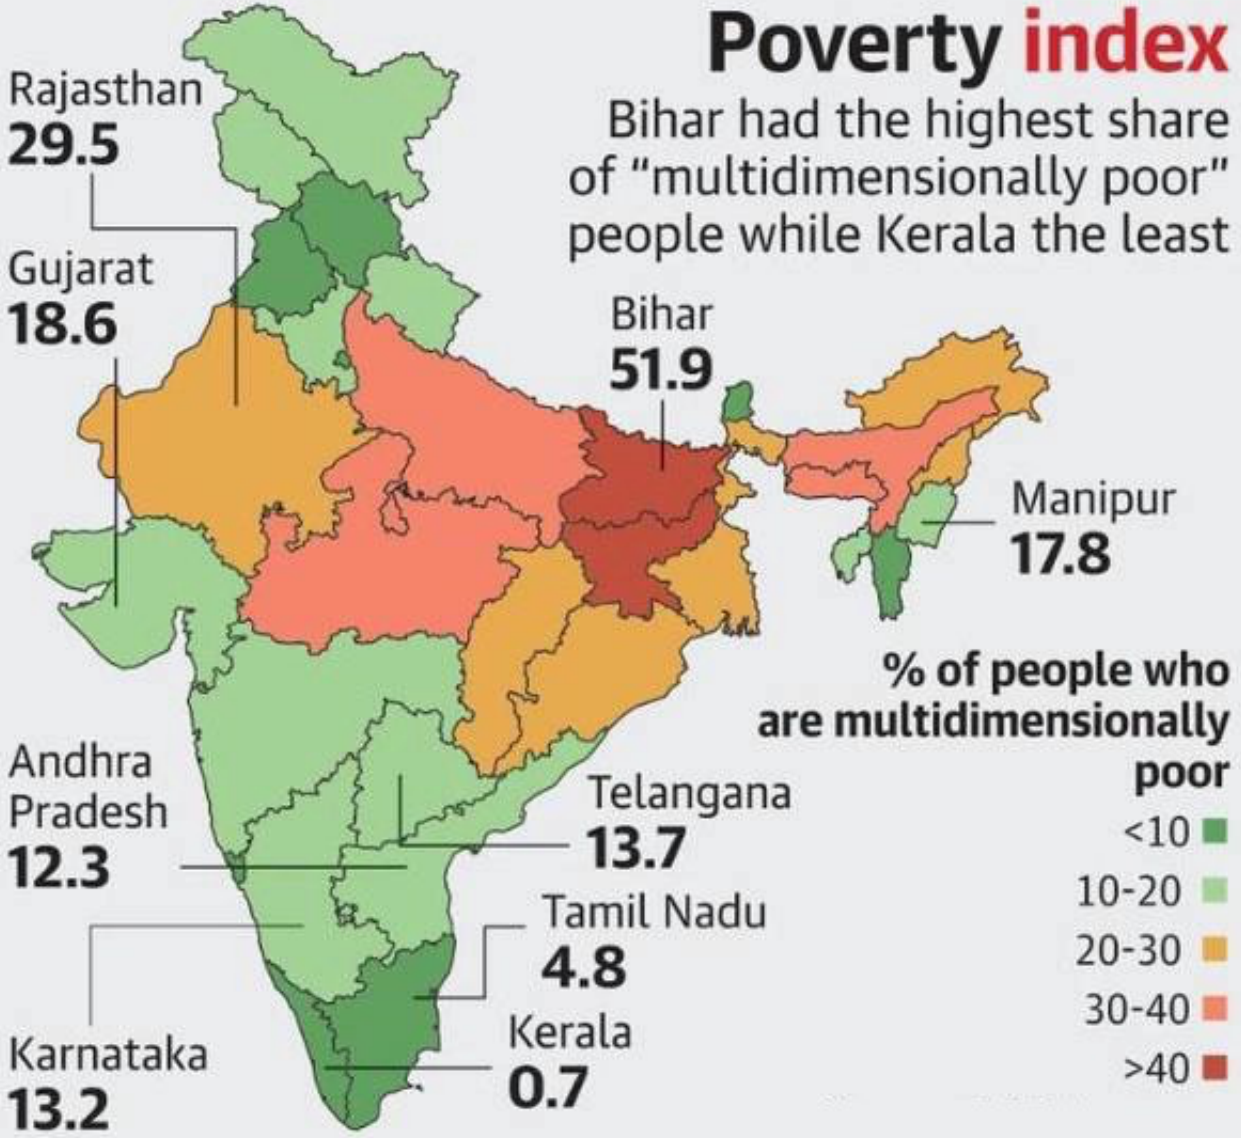 Poverty index
Bihar had the highest share
of “multidimensionally poor”
people while Kerala the least
Rajasthan
29.5
Gujarat
18.6
Bihar
51.9
Manipur
17.8
% of people who
are multidimensionally
poor
<10
10-20
20-30
30-40
>40
Andhra
Pradesh
12.3
Telangana
13.7
Tamil Nadu
4.8
Karnataka
13.2
Kerala
0.7